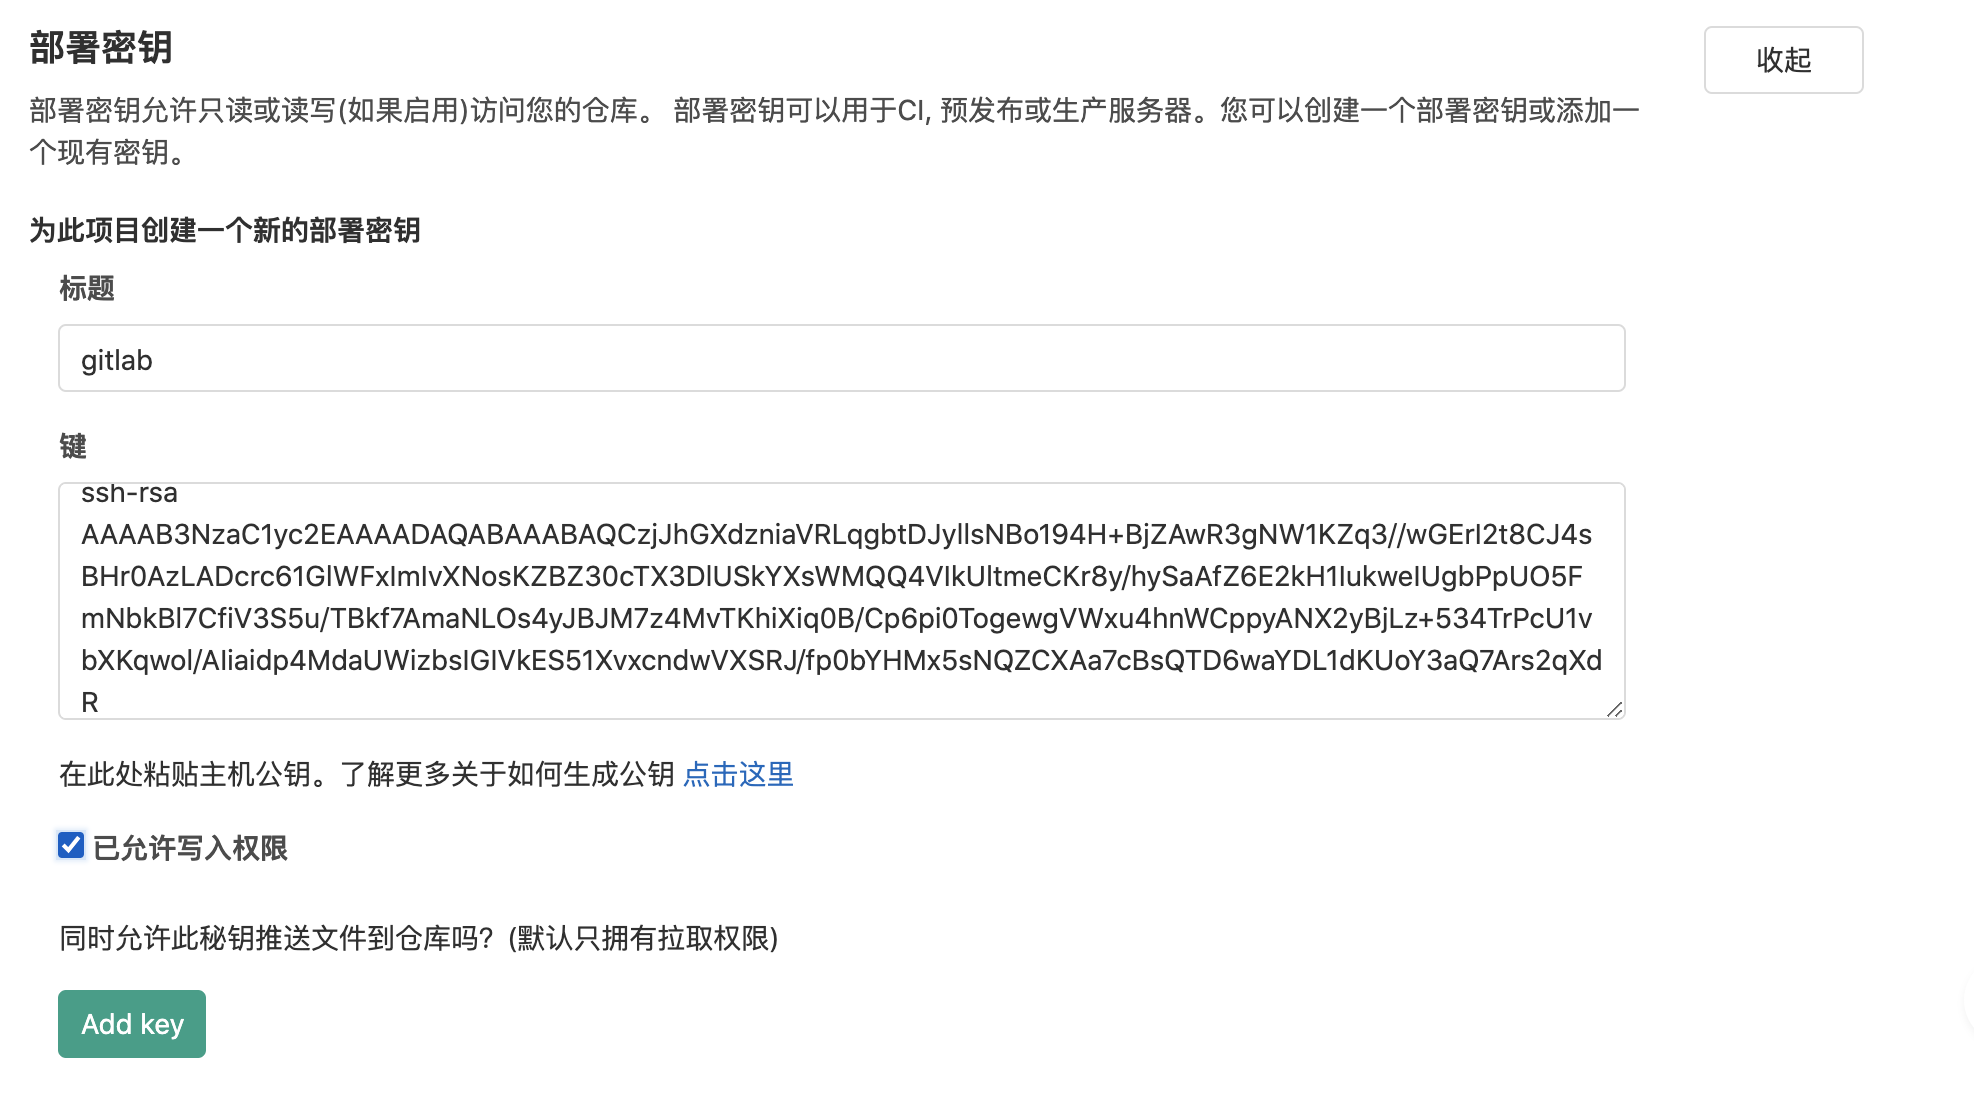 部署密钥
收起
部署密钥允许只读或读写(如果启用)访问您的仓库。 部署密钥可以用于CI, 预发布或生产服务器。您可以创建一个部署密钥或添加一
个现有密钥。
为此项目创建一个新的部署密钥
标题
gitlab
键
ssh-rsa
AAAAB3NzaC1yc2EAAAADAQABAAABAQCzjJhGXdzniaVRLqgbtDJyllsNBo194H+BjZAwR3gNW1KZq3//wGErI2t8CJ4s
BHr0AzLADcrc61GlWFxImIvXNosKZBZ30cTX3DlUSkYXsWMQQ4VIkUltmeCKr8y/hySaAfZ6E2kH1IukweIUgbPpUO5F
mNbkBl7CfiV3S5u/TBkf7AmaNLOs4yJBJM7z4MvTKhiXiq0B/Cp6pi0TogewgVWxu4hnWCppyANX2yBjLz+534TrPcU1v
bXKqwol/AIiaidp4MdaUWizbsIGIVkES51XvxcndwVXSRJ/fp0bYHMx5sNQZCXAa7cBsQTD6waYDL1dKUoY3aQ7Ars2qXd
R
在此处粘贴主机公钥。了解更多关于如何生成公钥 点击这里
已允许写入权限
同时允许此秘钥推送文件到仓库吗？(默认只拥有拉取权限)
Add key